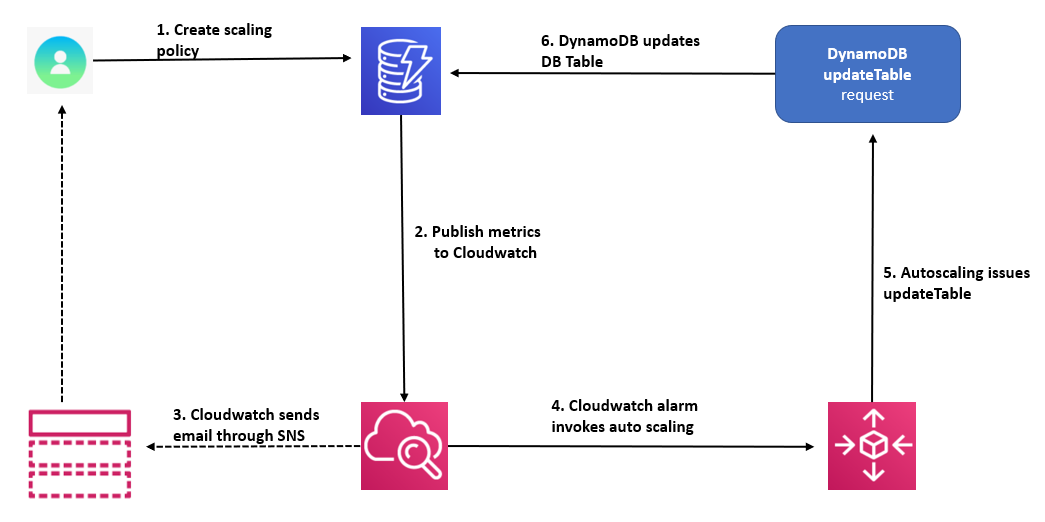 1. Create scaling
policy
6. DynamoDB updates
DB Table
DynamoDB
updateTable
request
2. Publish metrics
to Cloudwatch
5. Autoscaling issues
updateTable
3. Cloudwatch sends
email through SNS
4. Cloudwatch alarm
invokes auto scaling